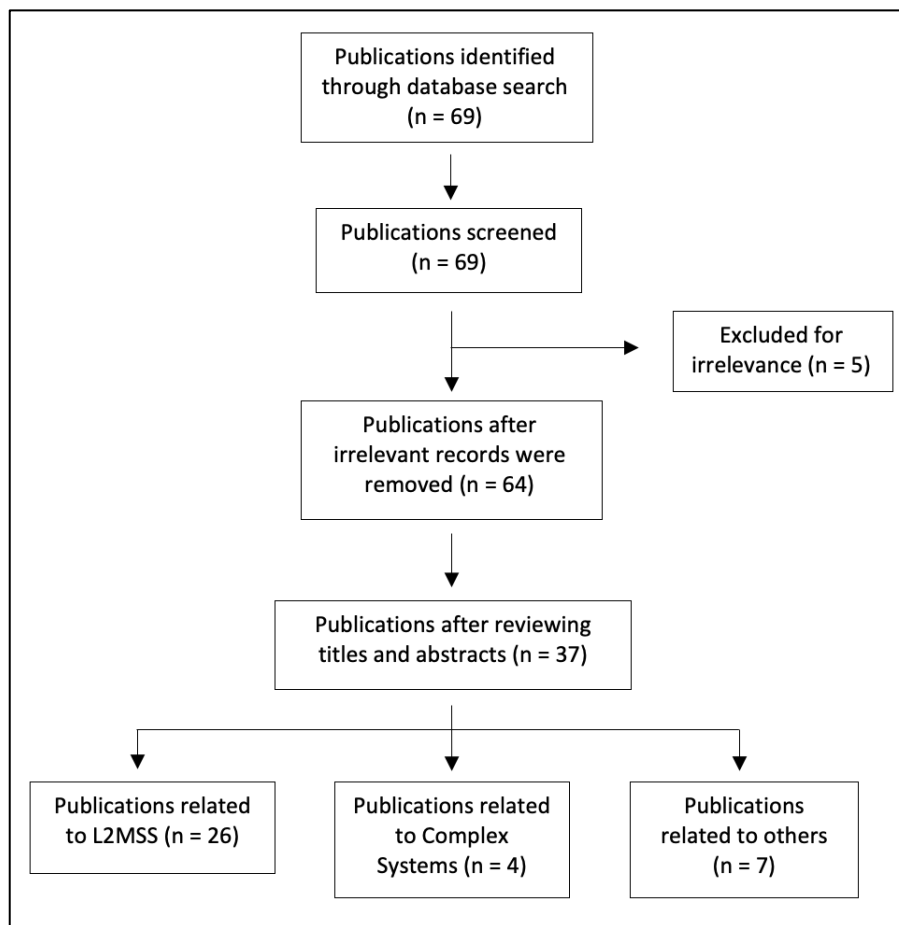 Publications identified
through database search
(n = 69)
Publications screened
(n = 69)
Excluded for
irrelevance (n = 5)
Publications after
irrelevant records were
removed (n = 64)
Publications after reviewing
titles and abstracts (n = 37)
Publications related
to L2MSS (n = 26)
Publications related
to Complex
Systems (n = 4)
Publications
related to others
(n = 7)